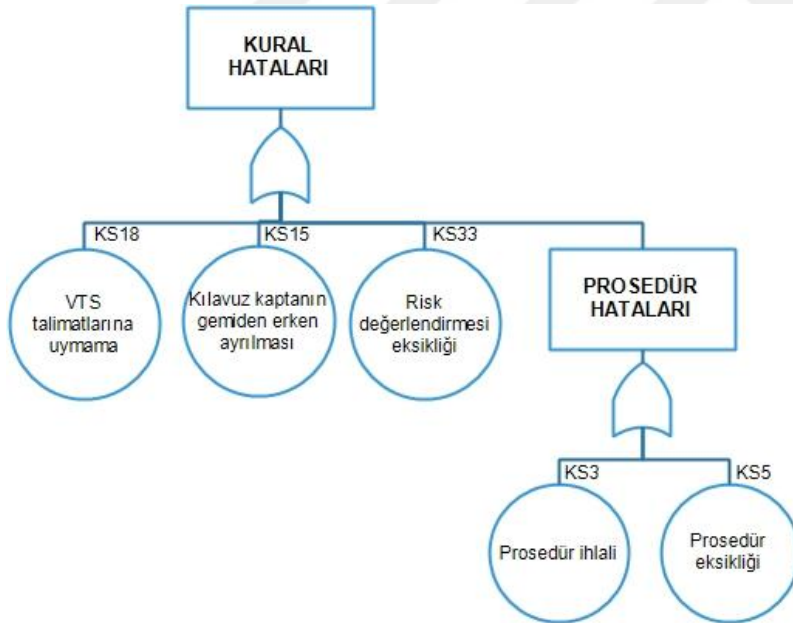 KURAL
HATALARI
KS18
KS15
KS33
VTS
talimatlarına
uymama
Kılavuz kaptanın
gemiden erken
ayrılması
Risk
değerlendirmesi
eksikliği
PROSEDÜR
HATALARI
KS3
KS5
Prosedür ihlali
Prosedür
eksikliği